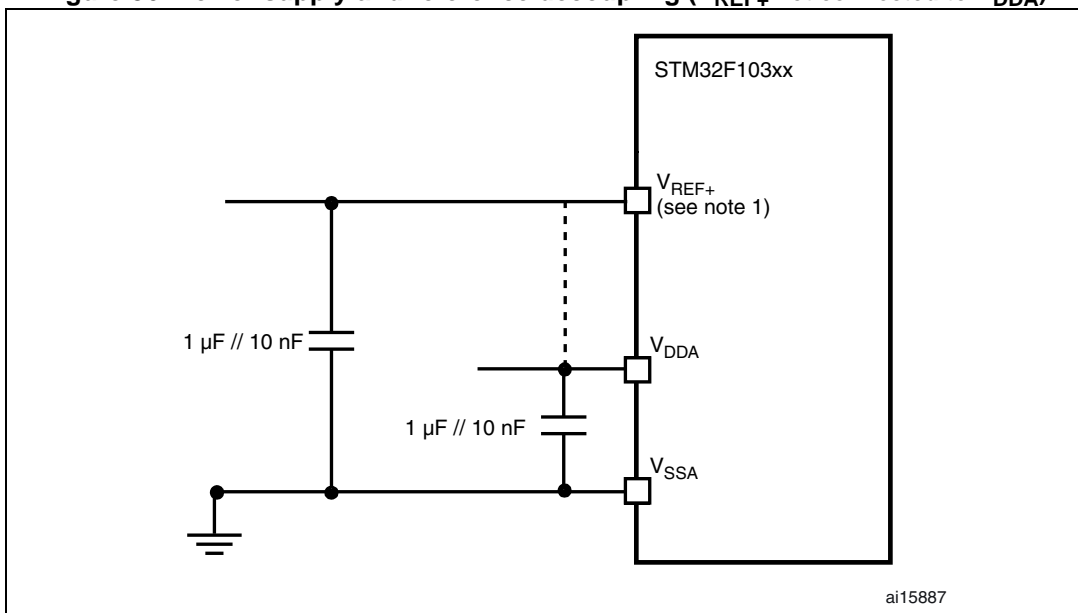 STM32F103xx
VREF+
(see note 1)
1 µF // 10 nF
VDDA
1 µF // 10 nF
VSSA
ai15887